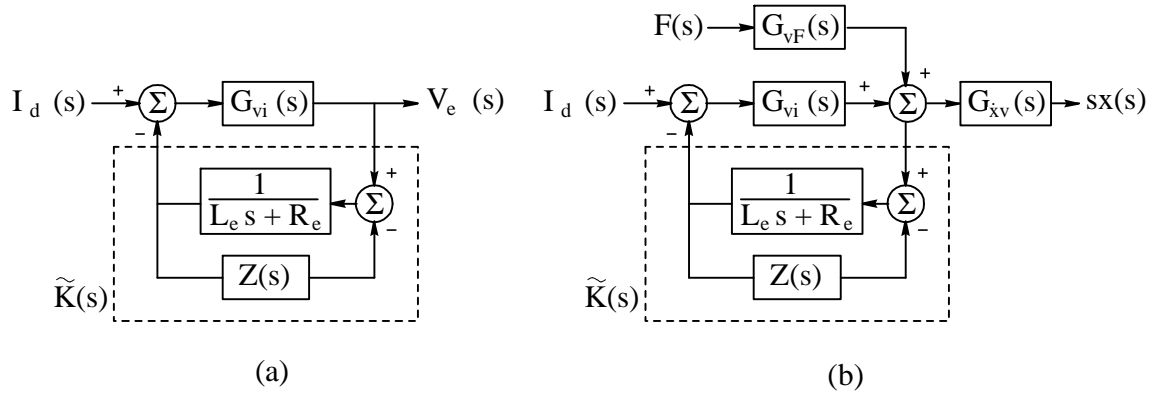 I_d (s)
+
Σ
−
G_vi (s)
V_e (s)
+
Σ
−
1
L_e s + R_e
Z(s)
K̃(s)
(a)
F(s)
G_vF (s)
+
I_d (s)
+
Σ
−
G_vi (s)
+
Σ
G_ẋv (s)
sx(s)
+
Σ
−
1
L_e s + R_e
Z(s)
K̃(s)
(b)